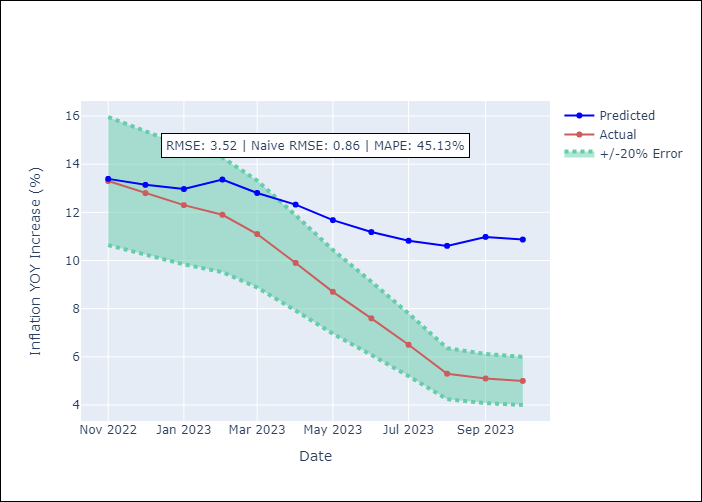 Predicted
Actual
+/-20% Error
RMSE: 3.52 | Naive RMSE: 0.86 | MAPE: 45.13%
Inflation YOY Increase (%)
16
14
12
10
8
6
4
Nov 2022
Jan 2023
Mar 2023
May 2023
Jul 2023
Sep 2023
Date